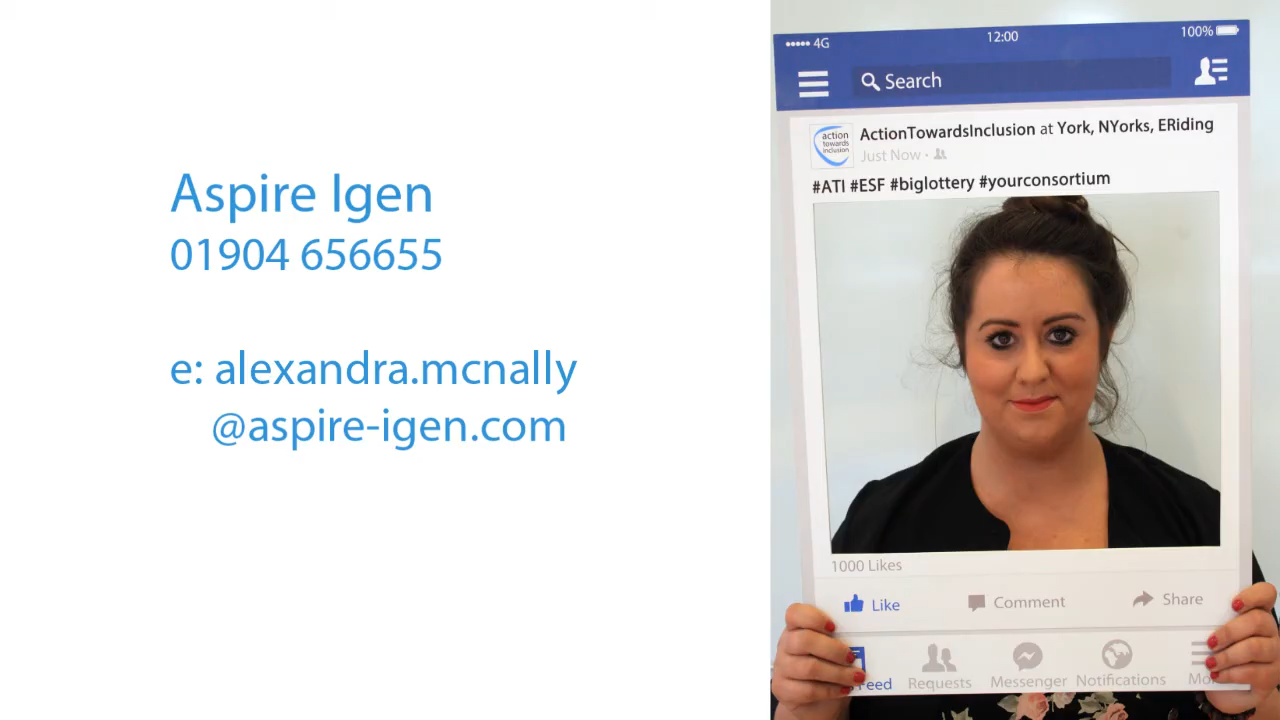 Aspire Igen
01904 656655
e: alexandra.mcnally
@aspire-igen.com
4G
12:00
100%
Search
action
towards
inclusion
ActionTowardsInclusion at York, NYorks, ERiding
Just Now
#ATI #ESF #biglottery #yourconsortium
1000 Likes
Like
Comment
Share
Feed
Requests
Messenger
Notifications